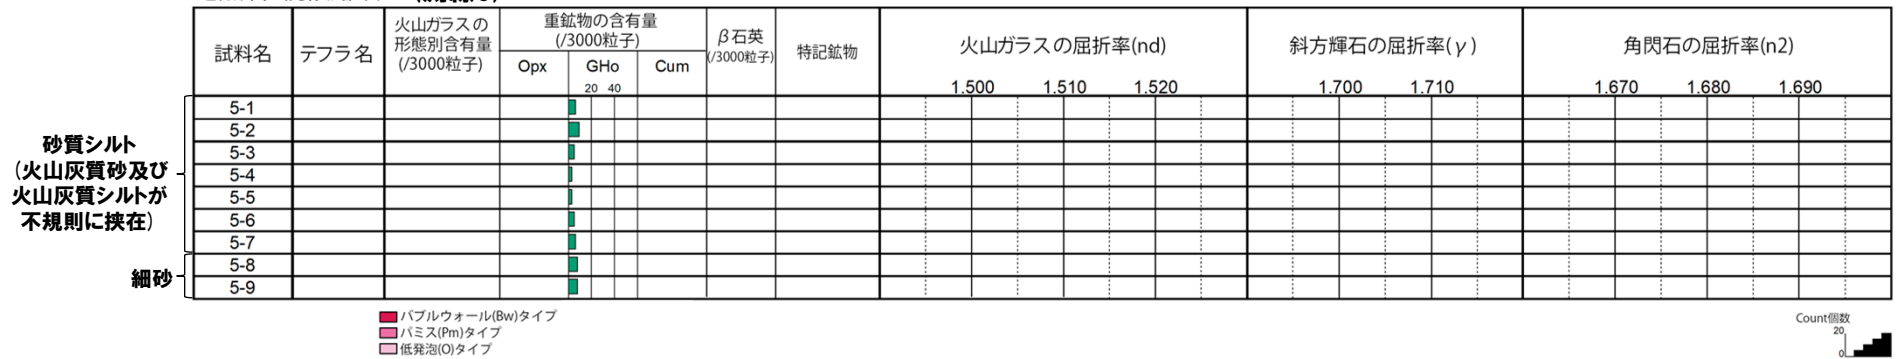 試料名
テフラ名
火山ガラスの
形態別含有量
(/3000粒子)
重鉱物の含有量
(/3000粒子)
Opx
GHo
Cum
20 40
β石英
(/3000粒子)
特記鉱物
火山ガラスの屈折率(nd)
1.500 1.510 1.520
斜方輝石の屈折率(γ)
1.700 1.710
角閃石の屈折率(n2)
1.670 1.680 1.690
砂質シルト
(火山灰質砂及び
火山灰質シルトが
不規則に挟在)
5-1
5-2
5-3
5-4
5-5
5-6
5-7
細砂
5-8
5-9
バブルウォール(Bw)タイプ
パミス(Pm)タイプ
低発泡(O)タイプ
Count個数
20
0